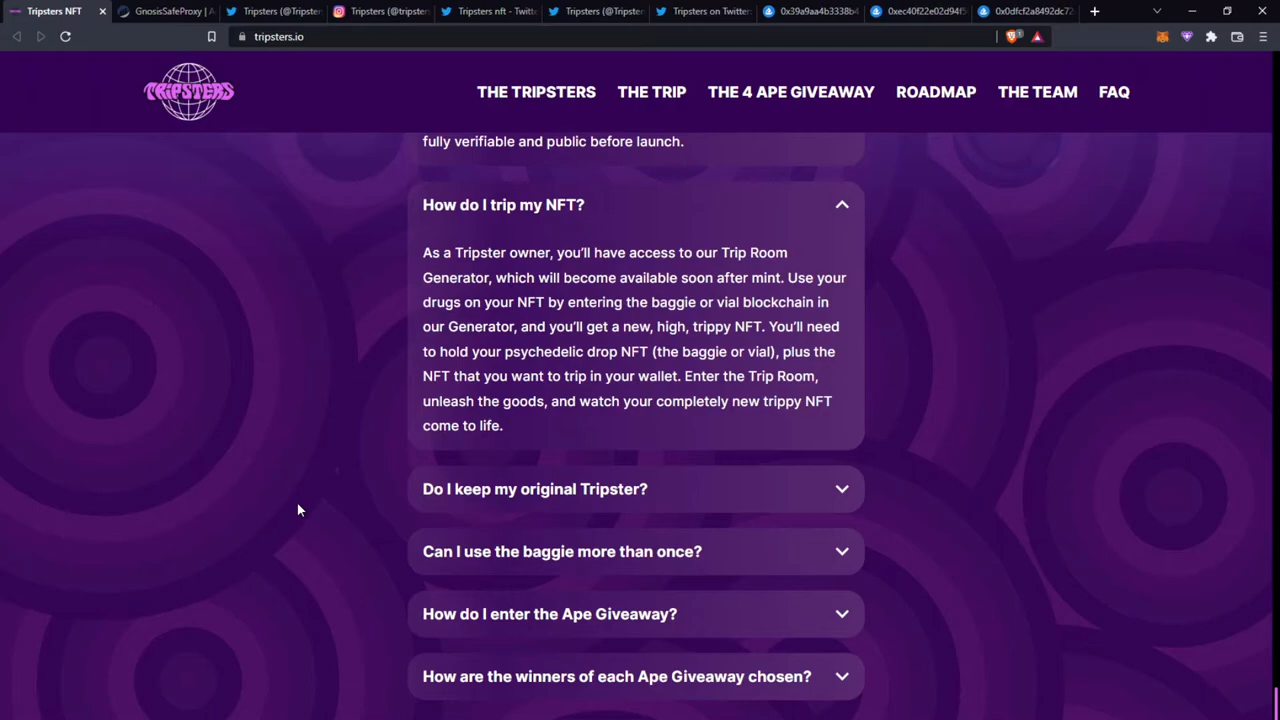 Tripsters NFT
GnosisSafeProxy | A
Tripsters (@Tripster
Tripsters (@tripsters
Tripsters nft - Twitt
Tripsters (@Tripster
Tripsters on Twitter
0x39a9aa4b3338b4
0xec40f22e02d94f5
0x0dfcf2a8492dc72
tripsters.io
1
TRIPSTERS
THE TRIPSTERS
THE TRIP
THE 4 APE GIVEAWAY
ROADMAP
THE TEAM
FAQ
fully verifiable and public before launch.
How do I trip my NFT?
As a Tripster owner, you’ll have access to our Trip Room
Generator, which will become available soon after mint. Use your
drugs on your NFT by entering the baggie or vial blockchain in
our Generator, and you’ll get a new, high, trippy NFT. You’ll need
to hold your psychedelic drop NFT (the baggie or vial), plus the
NFT that you want to trip in your wallet. Enter the Trip Room,
unleash the goods, and watch your completely new trippy NFT
come to life.
Do I keep my original Tripster?
Can I use the baggie more than once?
How do I enter the Ape Giveaway?
How are the winners of each Ape Giveaway chosen?